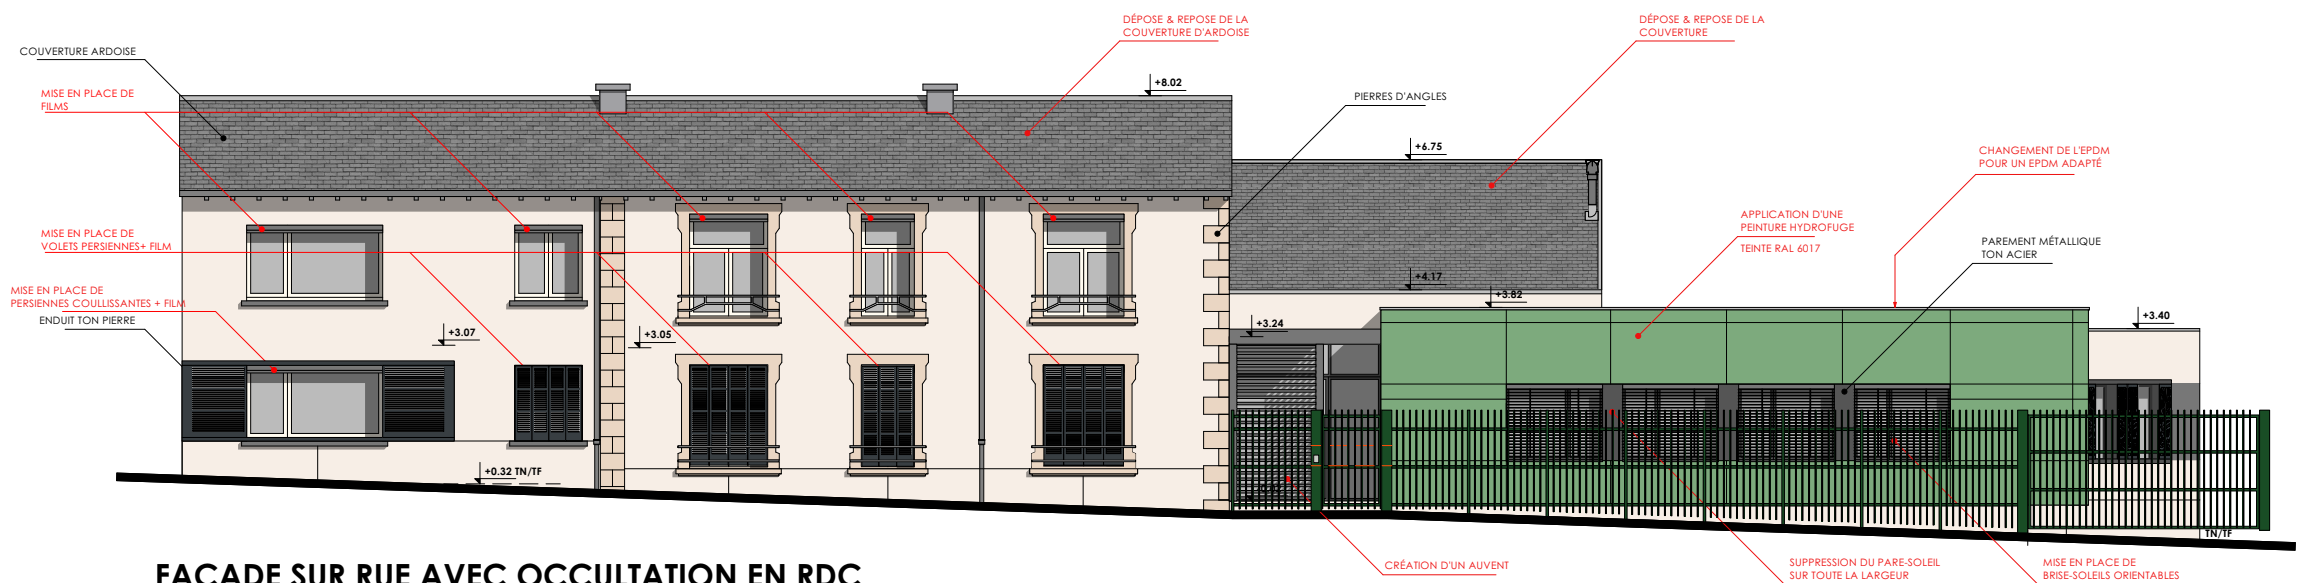 DÉPOSE & REPOSE DE LA
COUVERTURE D'ARDOISE
DÉPOSE & REPOSE DE LA
COUVERTURE
COUVERTURE ARDOISE
+8.02
MISE EN PLACE DE
FILMS
PIERRES D'ANGLES
+6.75
CHANGEMENT DE L'EPDM
POUR UN EPDM ADAPTÉ
APPLICATION D'UNE
PEINTURE HYDROFUGE
TEINTE RAL 6017
MISE EN PLACE DE
VOLETS PERSIENNES+ FILM
PAREMENT MÉTALLIQUE
TON ACIER
+4.17
MISE EN PLACE DE
PERSIENNES COULLISSANTES + FILM
+3.82
ENDUIT TON PIERRE
+3.07
+3.05
+3.24
+3.40
+0.32 TN/TF
TN/TF
CRÉATION D'UN AUVENT
SUPPRESSION DU PARE-SOLEIL
SUR TOUTE LA LARGEUR
MISE EN PLACE DE
BRISE-SOLEILS ORIENTABLES
FAÇADE SUR RUE AVEC OCCULTATION EN RDC